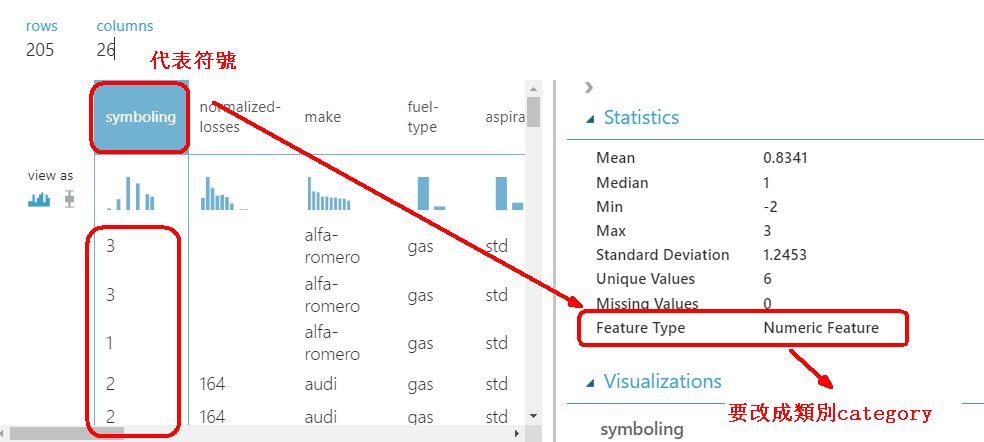 rows columns
205 26
代表符號
symboling normalized-losses make fuel-type aspira
view as
3 alfa-romero gas std
3 alfa-romero gas std
1 alfa-romero gas std
2 164 audi gas std
2 164 audi gas std
Statistics
Mean 0.8341
Median 1
Min -2
Max 3
Standard Deviation 1.2453
Unique Values 6
Missing Values 0
Feature Type Numeric Feature
Visualizations
要改成類別category
symboling